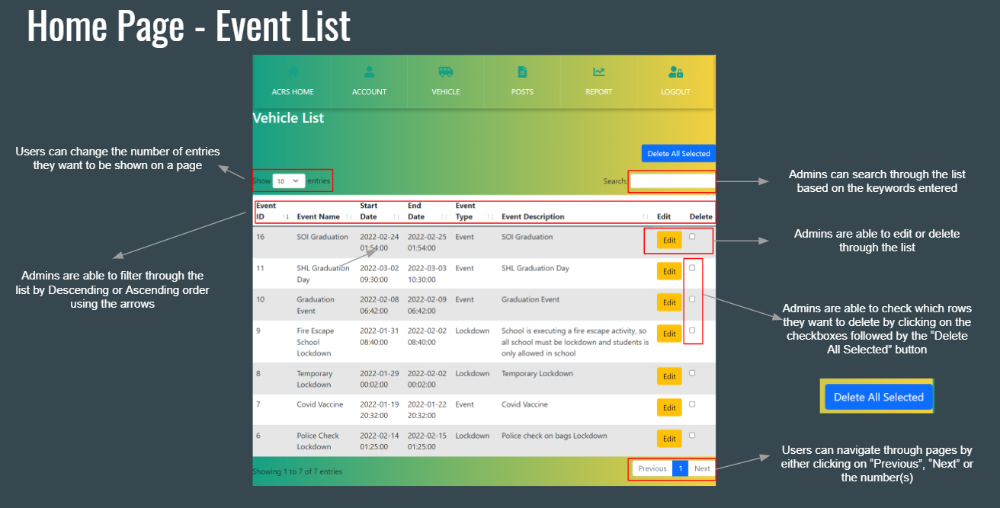 Home Page - Event List
ACRS HOME
ACCOUNT
VEHICLE
POSTS
REPORT
LOGOUT
Vehicle List
Delete All Selected
Users can change the number of entries
they want to be shown on a page
Show 10 entries
Search:
Admins can search through the list
based on the keywords entered
Event ID Event Name Start Date End Date Event Type Event Description Edit Delete
16 SOI Graduation 2022-02-24 2022-02-25 Event SOI Graduation Edit
01:54:00 01:54:00
Admins are able to edit or delete
through the list
11 SHL Graduation 2022-03-02 2022-03-03 Event SHL Graduation Day Edit
Day 09:30:00 10:30:00
Admins are able to filter through the
list by Descending or Ascending order
using the arrows
10 Graduation 2022-02-08 2022-02-09 Event Graduation Event Edit
Event 06:42:00 06:42:00
Admins are able to check which rows
they want to delete by clicking on the
checkboxes followed by the “Delete
All Selected” button
9 Fire Escape 2022-01-31 2022-02-02 Lockdown School is executing a fire escape activity, so Edit
School 08:40:00 08:40:00 all school must be lockdown and students is
Lockdown only allowed in school
8 Temporary 2022-01-29 2022-02-02 Lockdown Temporary Lockdown Edit
Lockdown 00:02:00 00:02:00
Delete All Selected
7 Covid Vaccine 2022-01-19 2022-01-22 Event Covid Vaccine Edit
20:32:00 20:32:00
6 Police Check 2022-02-14 2022-02-15 Lockdown Police check on bags Lockdown Edit
Lockdown 01:25:00 01:25:00
Showing 1 to 7 of 7 entries
Previous 1 Next
Users can navigate through pages by
either clicking on “Previous”, “Next” or
the number(s)